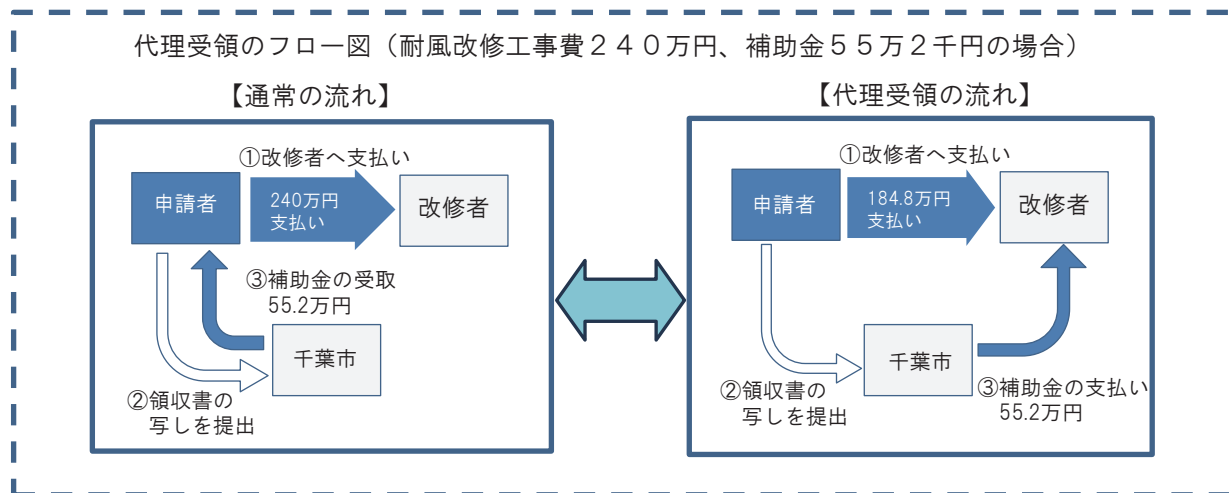 代理受領のフロー図（耐風改修工事費２４０万円、補助金５５万２千円の場合）
【通常の流れ】
①改修者へ支払い
申請者
240万円
支払い
改修者
③補助金の受取
55.2万円
千葉市
②領収書の
写しを提出
【代理受領の流れ】
①改修者へ支払い
申請者
184.8万円
支払い
改修者
千葉市
②領収書の
写しを提出
③補助金の支払い
55.2万円